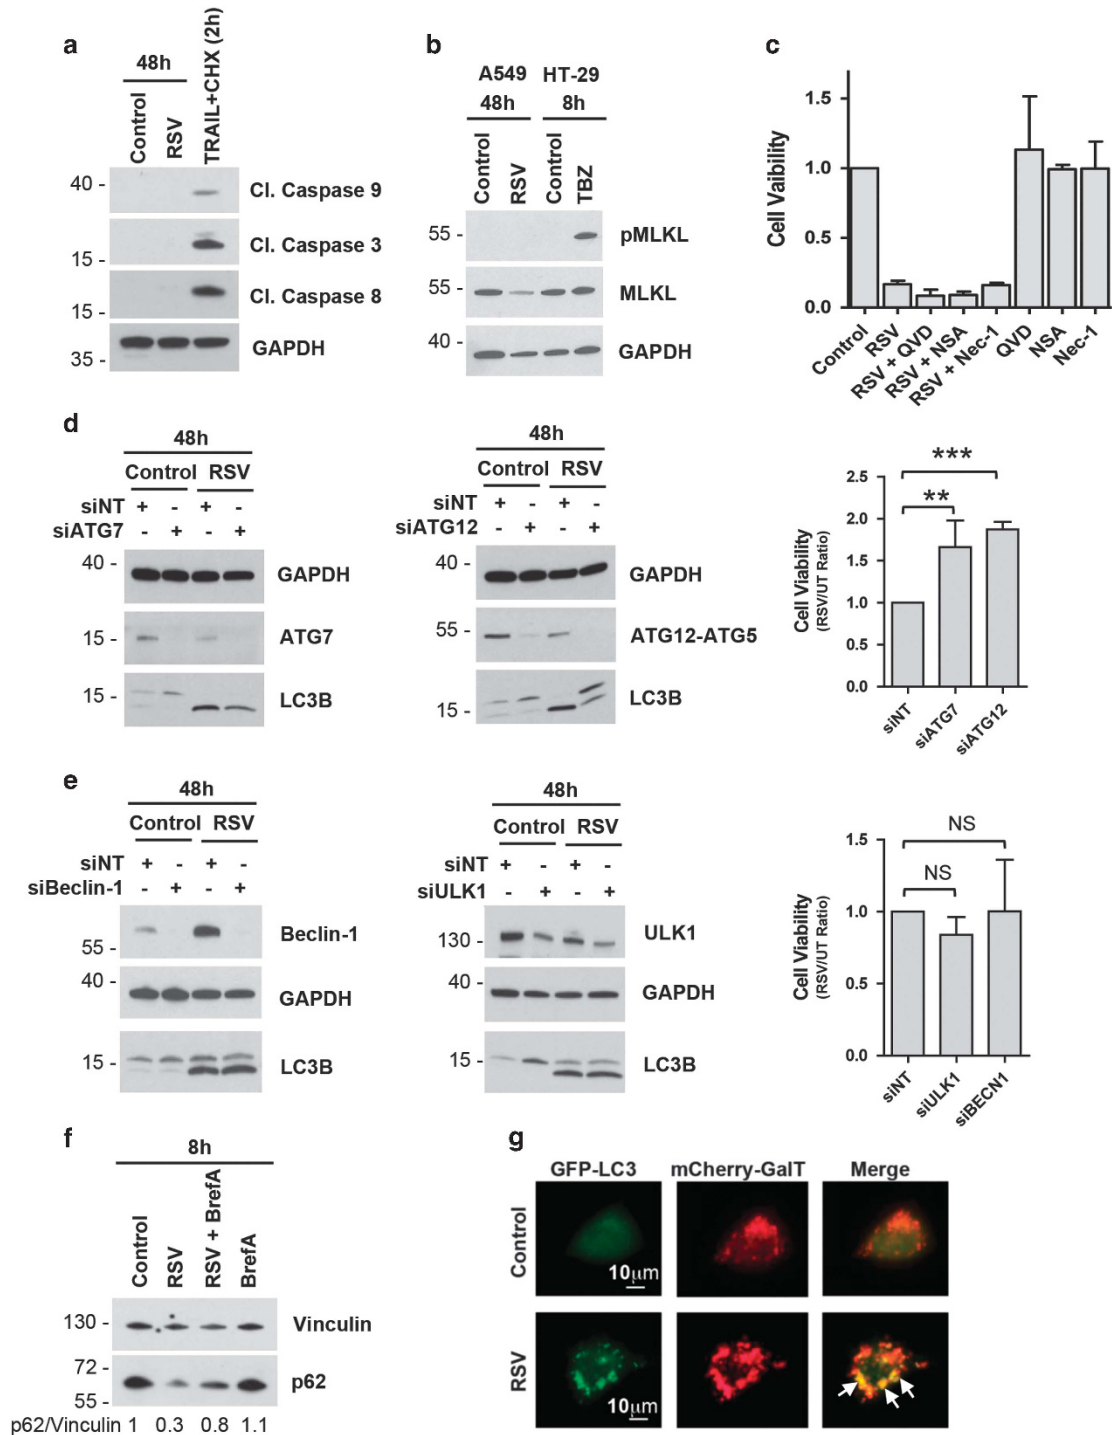 a
48h
Control
RSV
TRAIL+CHX (2h)
40 -
Cl. Caspase 9
Cl. Caspase 3
15 -
Cl. Caspase 8
15 -
GAPDH
35 -
b
A549 HT-29
48h 8h
Control
RSV
Control
TBZ
55 -
pMLKL
55 -
MLKL
40 -
GAPDH
c
Cell Vaibility
1.5
1.0
0.5
0.0
Control
RSV
RSV + QVD
RSV + NSA
RSV + Nec-1
QVD
NSA
Nec-1
d
48h
Control RSV
siNT + - + -
siATG7 - + - +
40 -
GAPDH
15 -
ATG7
15 -
LC3B
48h
Control RSV
siNT + - + -
siATG12 - + - +
40 -
GAPDH
55 -
ATG12-ATG5
15 -
LC3B
Cell Viability
(RSV/UT Ratio)
2.5
2.0
1.5
1.0
0.5
0.0
***
**
siNT
siATG7
siATG12
e
48h
Control RSV
siNT + - + -
siBeclin-1 - + - +
Beclin-1
55 -
40 -
GAPDH
15 -
LC3B
48h
Control RSV
siNT + - + -
siULK1 - + - +
130 -
ULK1
40 -
GAPDH
15 -
LC3B
Cell Viability
(RSV/UT Ratio)
1.5
1.0
0.5
0.0
NS
NS
siNT
siULK1
siBECN1
f
8h
Control
RSV
RSV + BrefA
BrefA
130 -
Vinculin
72 -
p62
55 -
p62/Vinculin 1 0.3 0.8 1.1
g
GFP-LC3 mCherry-GalT Merge
Control
10µm
RSV
10µm